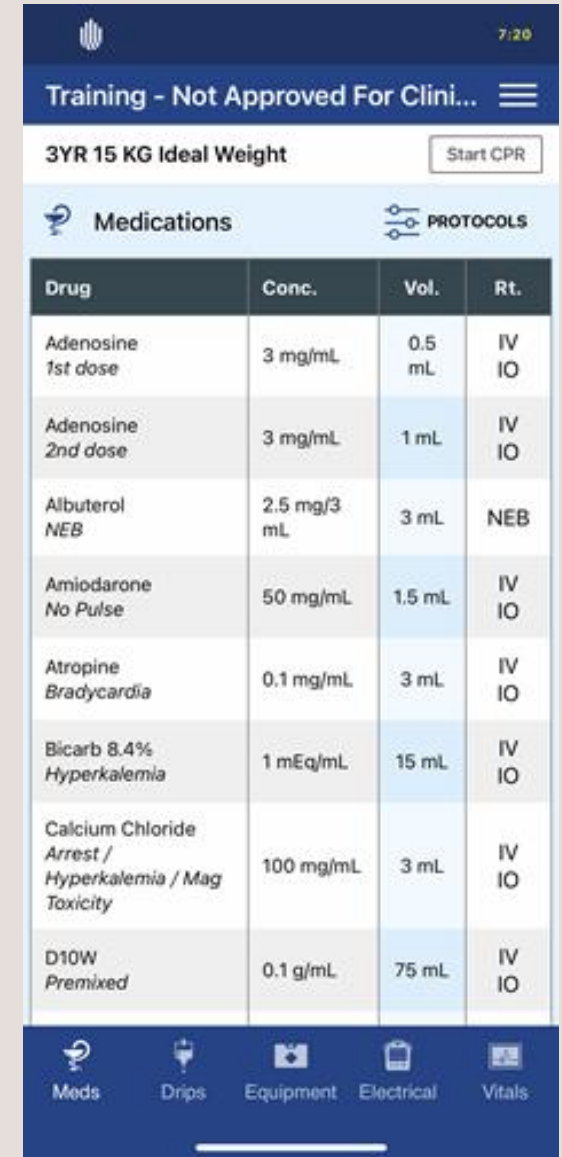 7:20
Training - Not Approved For Clini...
3YR 15 KG Ideal Weight
Start CPR
Medications
PROTOCOLS
Drug Conc. Vol. Rt.
Adenosine
1st dose
3 mg/mL
0.5
mL
IV
IO
Adenosine
2nd dose
3 mg/mL
1 mL
IV
IO
Albuterol
NEB
2.5 mg/3
mL
3 mL
NEB
Amiodarone
No Pulse
50 mg/mL
1.5 mL
IV
IO
Atropine
Bradycardia
0.1 mg/mL
3 mL
IV
IO
Bicarb 8.4%
Hyperkalemia
1 mEq/mL
15 mL
IV
IO
Calcium Chloride
Arrest /
Hyperkalemia / Mag
Toxicity
100 mg/mL
3 mL
IV
IO
D10W
Premixed
0.1 g/mL
75 mL
IV
IO
Meds Drips Equipment Electrical Vitals